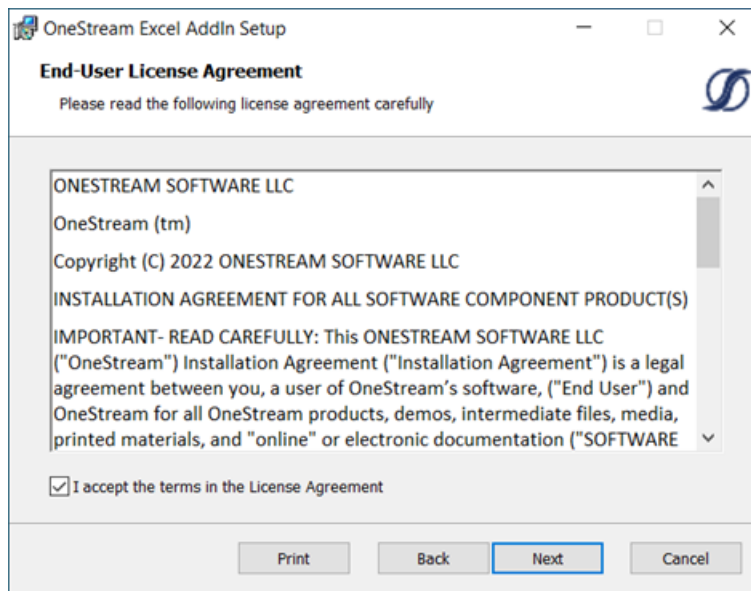 OneStream Excel AddIn Setup
End-User License Agreement
Please read the following license agreement carefully
ONESTREAM SOFTWARE LLC
OneStream (tm)
Copyright (C) 2022 ONESTREAM SOFTWARE LLC
INSTALLATION AGREEMENT FOR ALL SOFTWARE COMPONENT PRODUCT(S)
IMPORTANT- READ CAREFULLY: This ONESTREAM SOFTWARE LLC
("OneStream") Installation Agreement ("Installation Agreement") is a legal
agreement between you, a user of OneStream's software, ("End User") and
OneStream for all OneStream products, demos, intermediate files, media,
printed materials, and "online" or electronic documentation ("SOFTWARE
I accept the terms in the License Agreement
Print Back Next Cancel